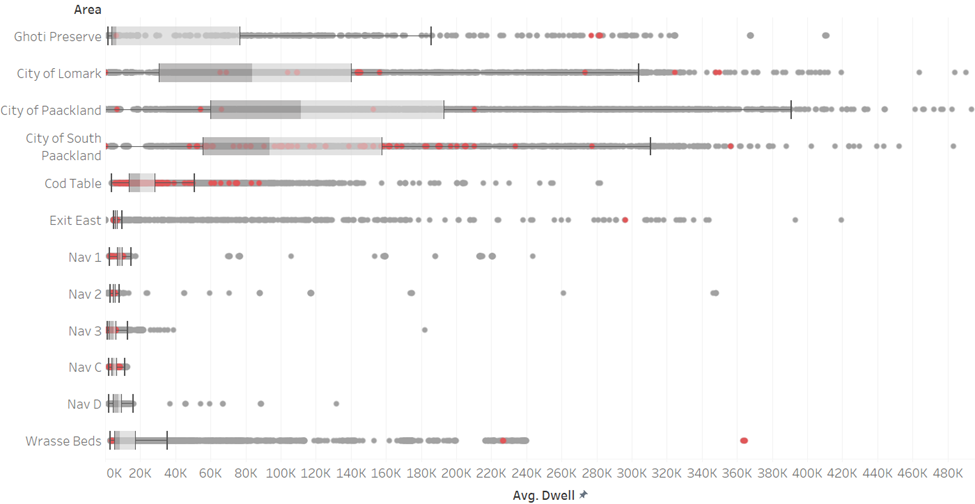 Area
Ghoti Preserve
City of Lomark
City of Paackland
City of South
Paackland
Cod Table
Exit East
Nav 1
Nav 2
Nav 3
Nav C
Nav D
Wrasse Beds
0K 20K 40K 60K 80K 100K 120K 140K 160K 180K 200K 220K 240K 260K 280K 300K 320K 340K 360K 380K 400K 420K 440K 460K 480K
Avg. Dwell